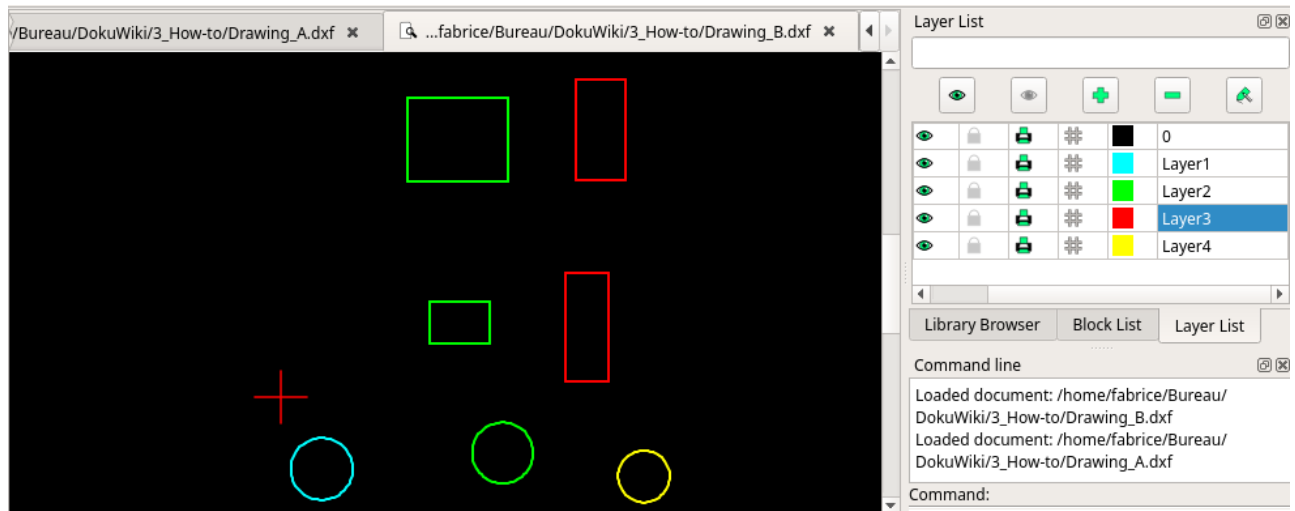 /Bureau/DokuWiki/3_How-to/Drawing_A.dxf
...fabrice/Bureau/DokuWiki/3_How-to/Drawing_B.dxf
Layer List
0
Layer1
Layer2
Layer3
Layer4
Library Browser
Block List
Layer List
Command line
Loaded document: /home/fabrice/Bureau/
DokuWiki/3_How-to/Drawing_B.dxf
Loaded document: /home/fabrice/Bureau/
DokuWiki/3_How-to/Drawing_A.dxf
Command: